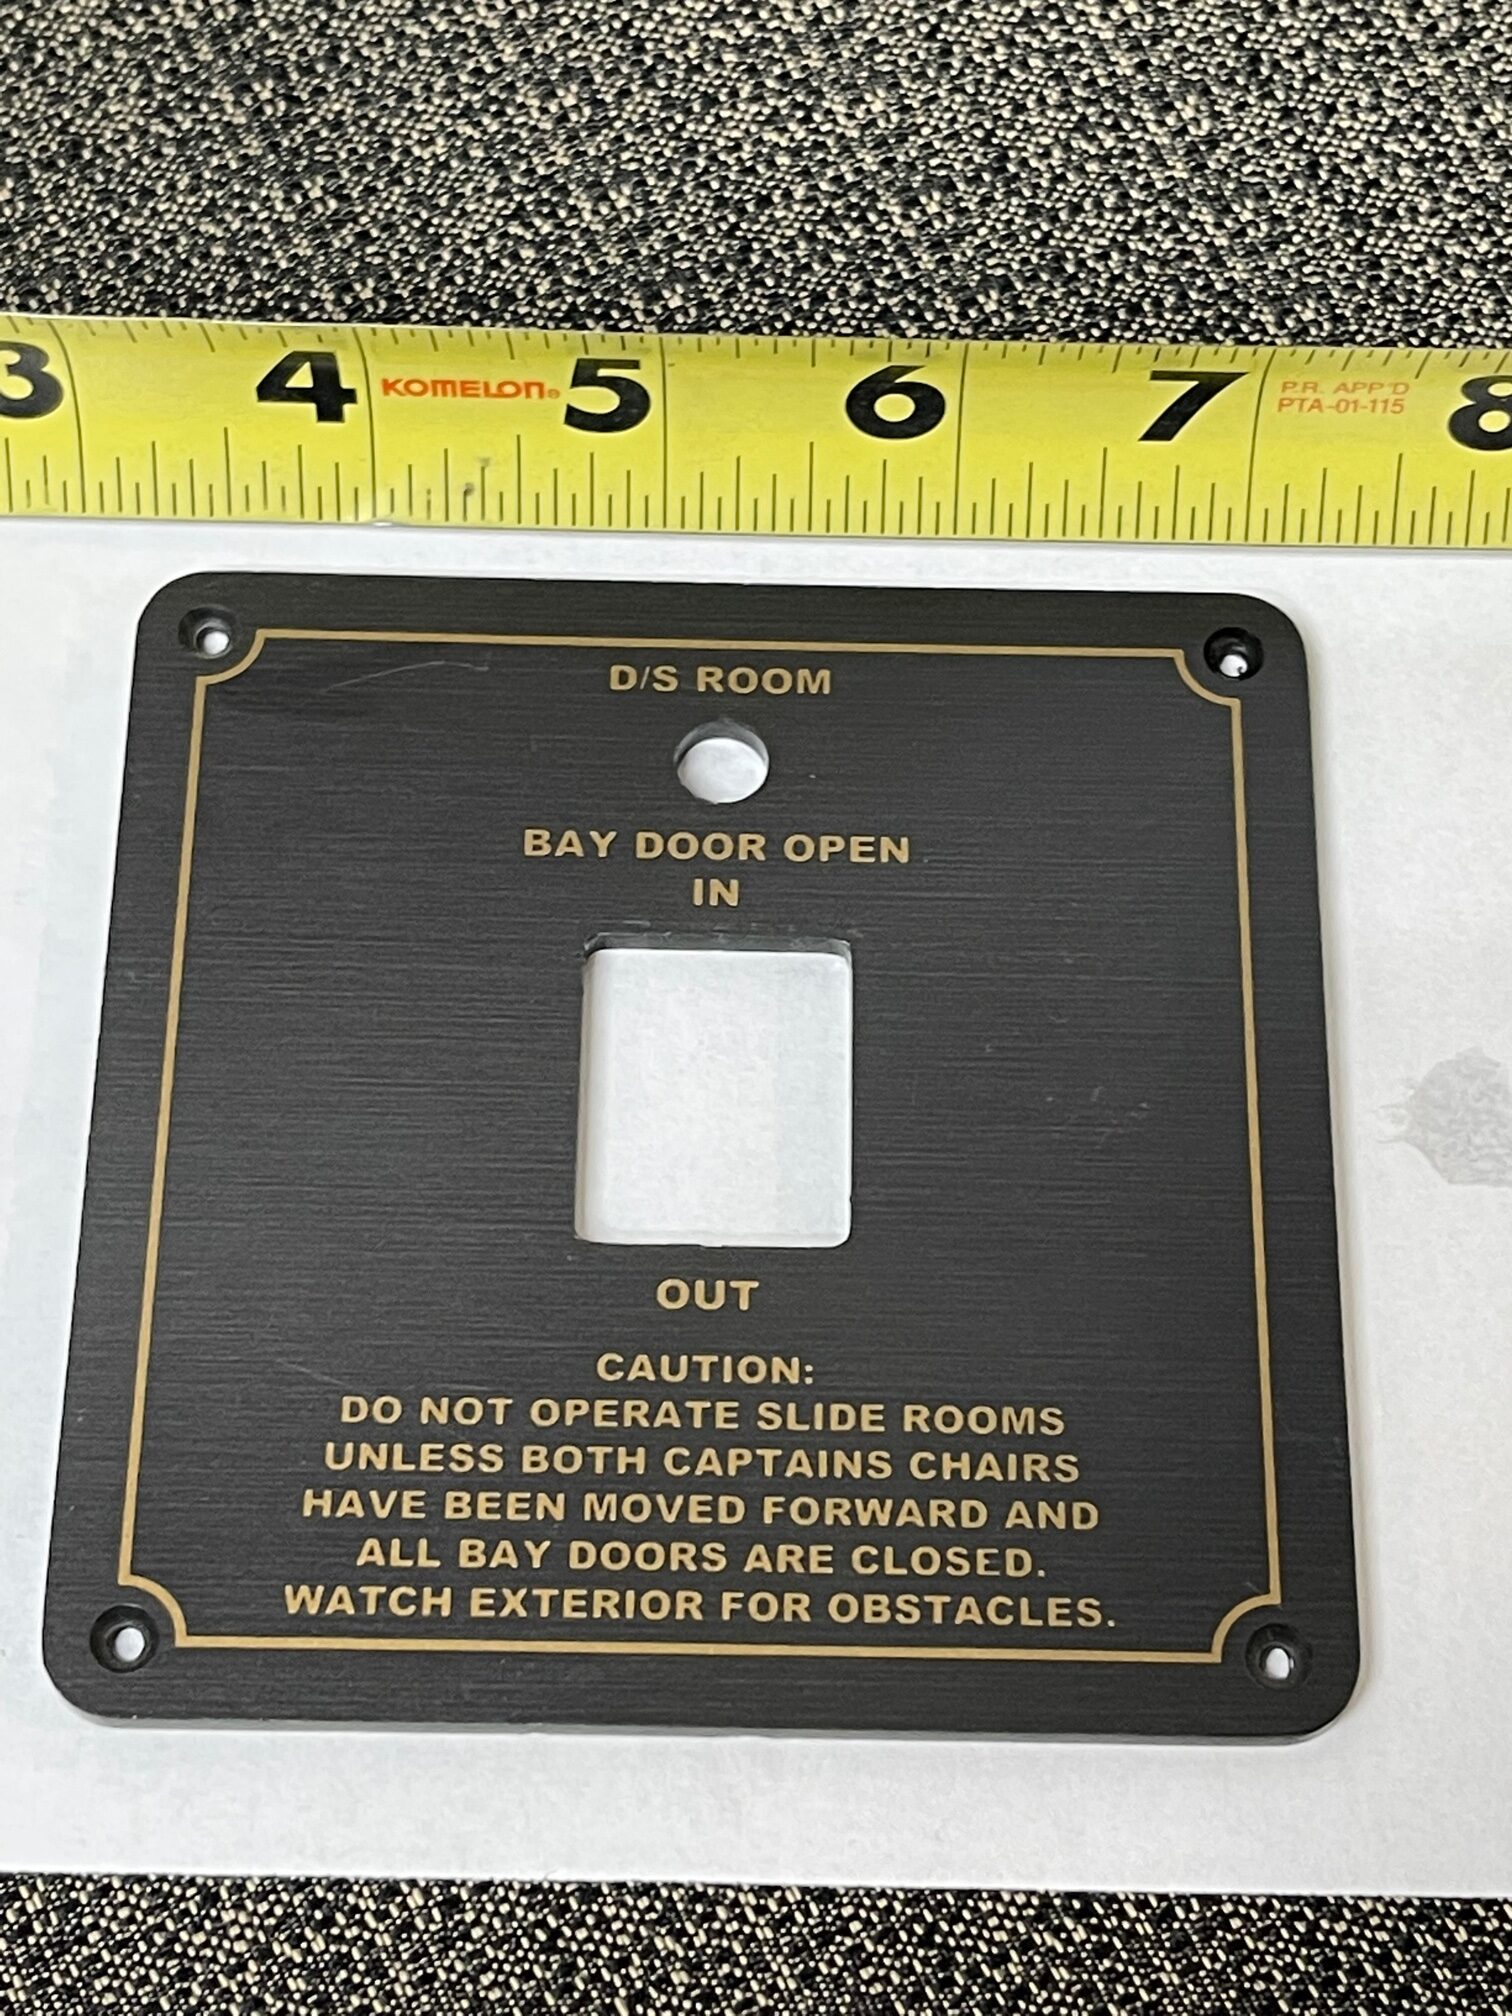 3 4 KOMELON® 5 6 7 P.R. APP'D 8
PTA-01-115
D/S ROOM
BAY DOOR OPEN
IN
OUT
CAUTION:
DO NOT OPERATE SLIDE ROOMS
UNLESS BOTH CAPTAINS CHAIRS
HAVE BEEN MOVED FORWARD AND
ALL BAY DOORS ARE CLOSED.
WATCH EXTERIOR FOR OBSTACLES.